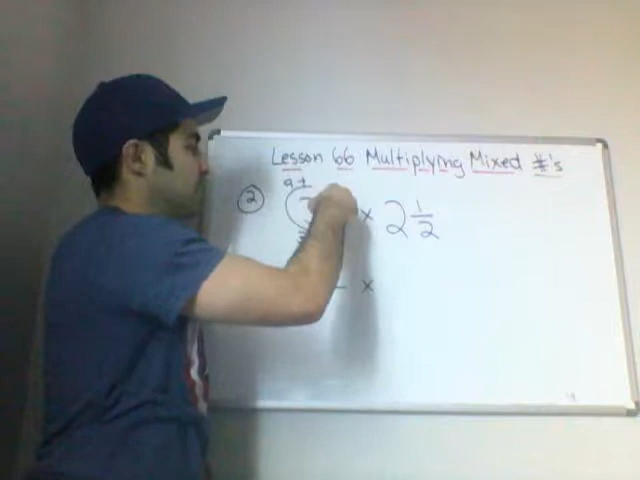 Lesson 66 Multiplying Mixed #'s
② x 2 1/2
x